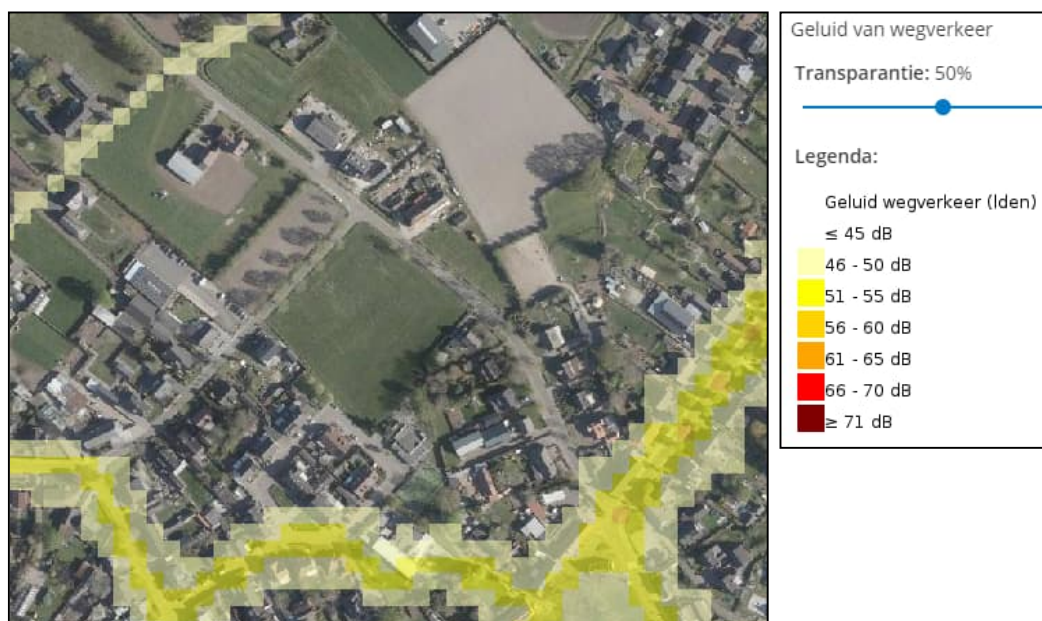 Geluid van wegverkeer
Transparantie: 50%
Legenda:
Geluid wegverkeer (lden)
≤ 45 dB
46 - 50 dB
51 - 55 dB
56 - 60 dB
61 - 65 dB
66 - 70 dB
≥ 71 dB